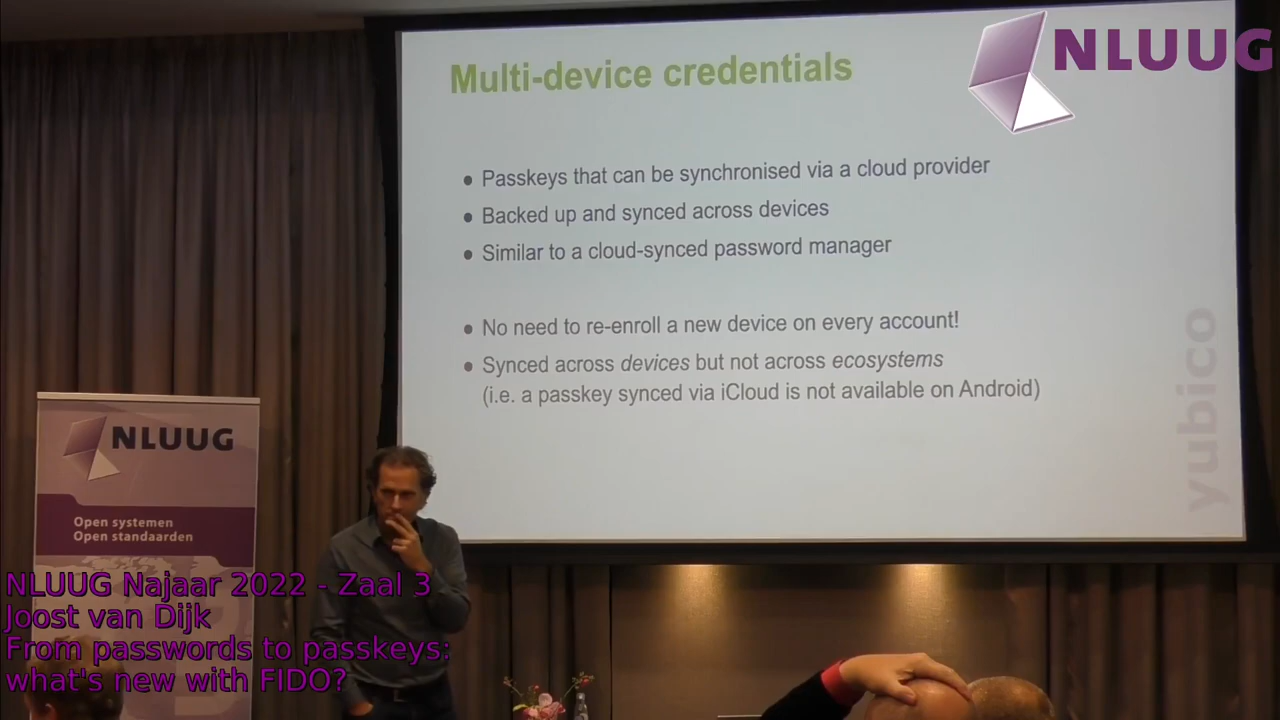 Multi-device credentials
NLUUG
Passkeys that can be synchronised via a cloud provider
Backed up and synced across devices
Similar to a cloud-synced password manager
No need to re-enroll a new device on every account!
Synced across devices but not across ecosystems
(i.e. a passkey synced via iCloud is not available on Android)
yubico
NLUUG
Open systemen
Open standaarden
NLUUG Najaar 2022 - Zaal 3
Joost van Dijk
From passwords to passkeys:
what's new with FIDO?